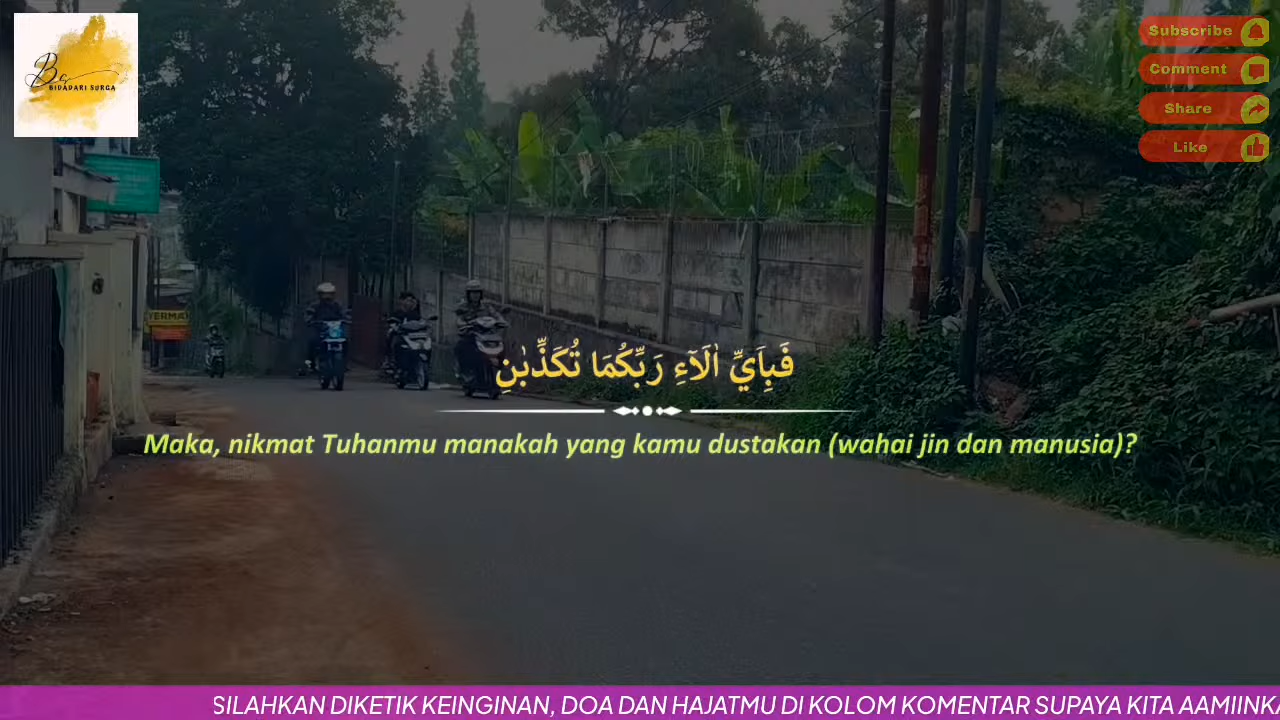 Bs
BIDADARI SURGA
Subscribe
Comment
Share
Like
فَبِاَيِّ اٰلَاۤءِ رَبِّكُمَا تُكَذِّبٰنِ
Maka, nikmat Tuhanmu manakah yang kamu dustakan (wahai jin dan manusia)?
SILAHKAN DIKETIK KEINGINAN, DOA DAN HAJATMU DI KOLOM KOMENTAR SUPAYA KITA AAMIINKA